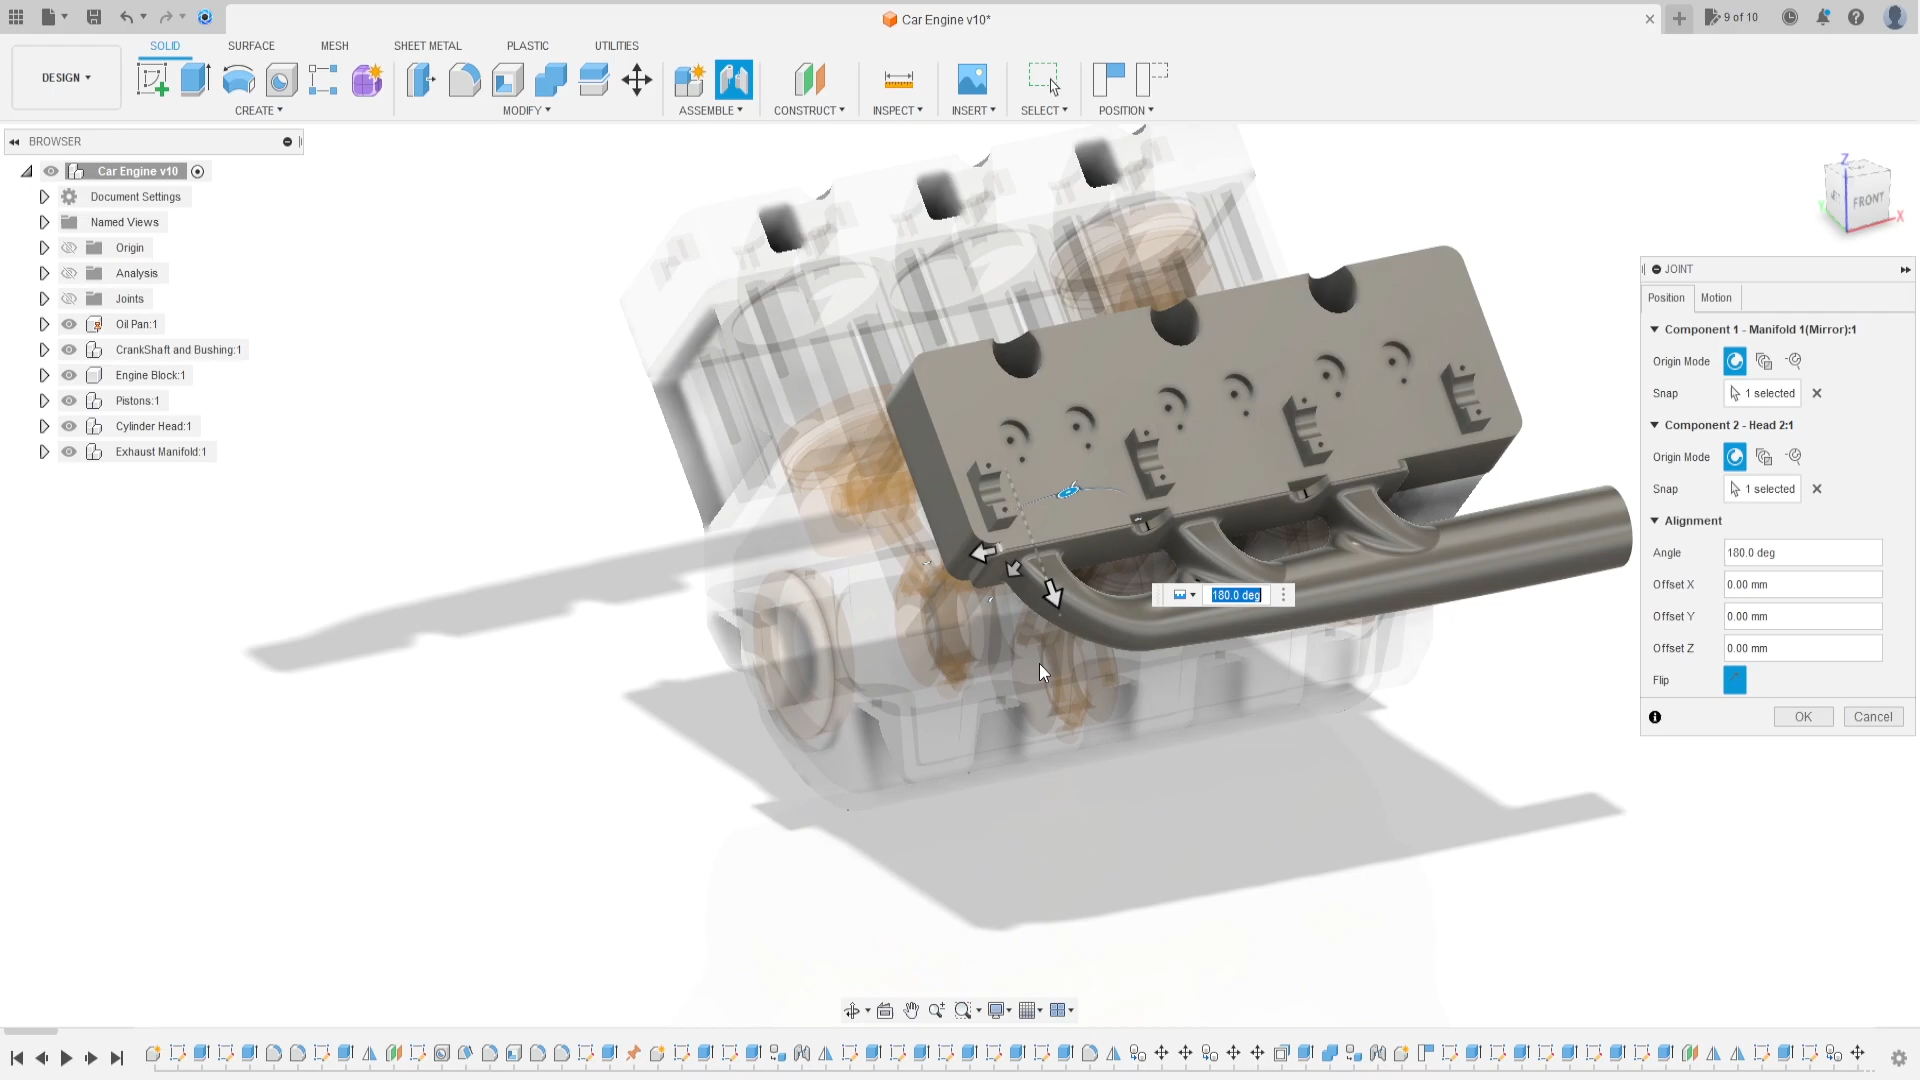 Car Engine v10*
9 of 10
DESIGN
SOLID
SURFACE
MESH
SHEET METAL
PLASTIC
UTILITIES
CREATE
MODIFY
ASSEMBLE
CONSTRUCT
INSPECT
INSERT
SELECT
POSITION
BROWSER
Car Engine v10
Document Settings
Named Views
Origin
Analysis
Joints
Oil Pan:1
CrankShaft and Bushing:1
Engine Block:1
Pistons:1
Cylinder Head:1
Exhaust Manifold:1
Z
FRONT
X
Y
180.0 deg
JOINT
Position
Motion
Component 1 - Manifold 1(Mirror):1
Origin Mode
Snap
1 selected
Component 2 - Head 2:1
Origin Mode
Snap
1 selected
Alignment
Angle
180.0 deg
Offset X
0.00 mm
Offset Y
0.00 mm
Offset Z
0.00 mm
Flip
OK
Cancel